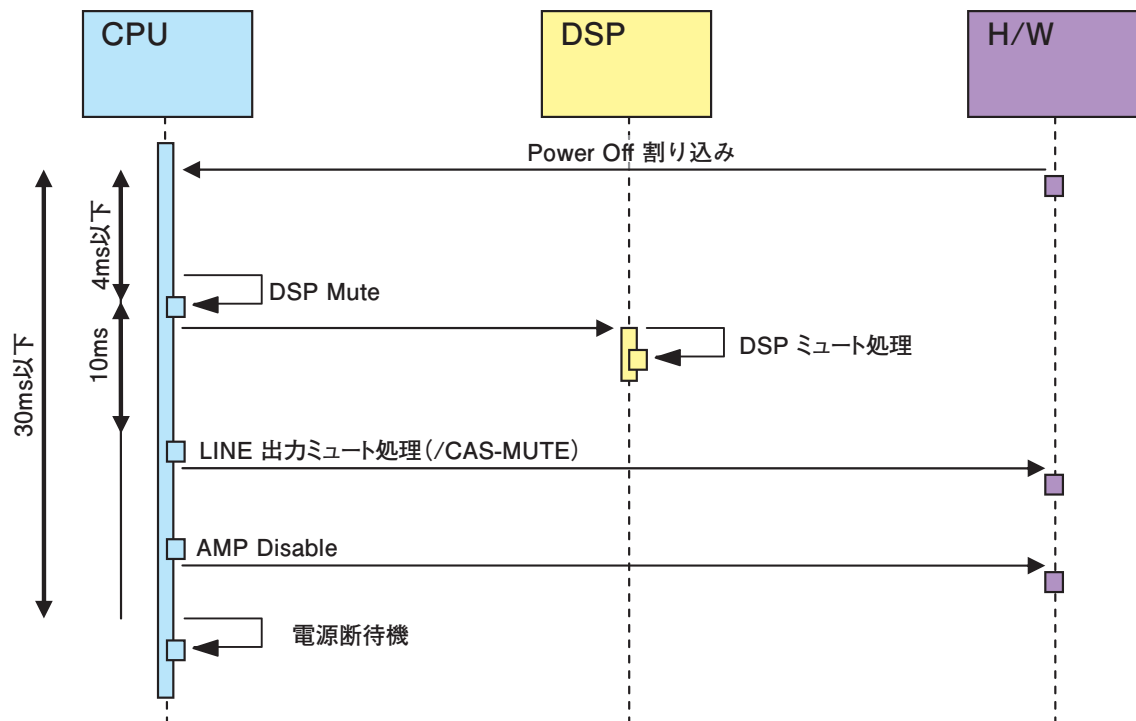 CPU
DSP
H/W
Power Off 割り込み
4ms以下
DSP Mute
10ms
DSP ミュート処理
30ms以下
LINE 出力ミュート処理(/CAS-MUTE)
AMP Disable
電源断待機